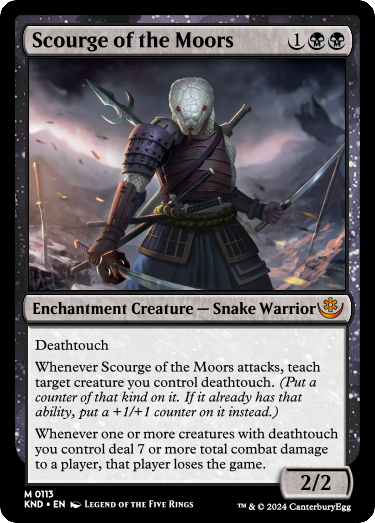 Scourge of the Moors 1
Enchantment Creature — Snake Warrior
Deathtouch
Whenever Scourge of the Moors attacks, teach
target creature you control deathtouch. (Put a
counter of that kind on it. If it already has that
ability, put a +1/+1 counter on it instead.)
Whenever one or more creatures with deathtouch
you control deal 7 or more total combat damage
to a player, that player loses the game.
2/2
M 0113
KND • EN Legend of the Five Rings
™ & © 2024 CanterburyEgg